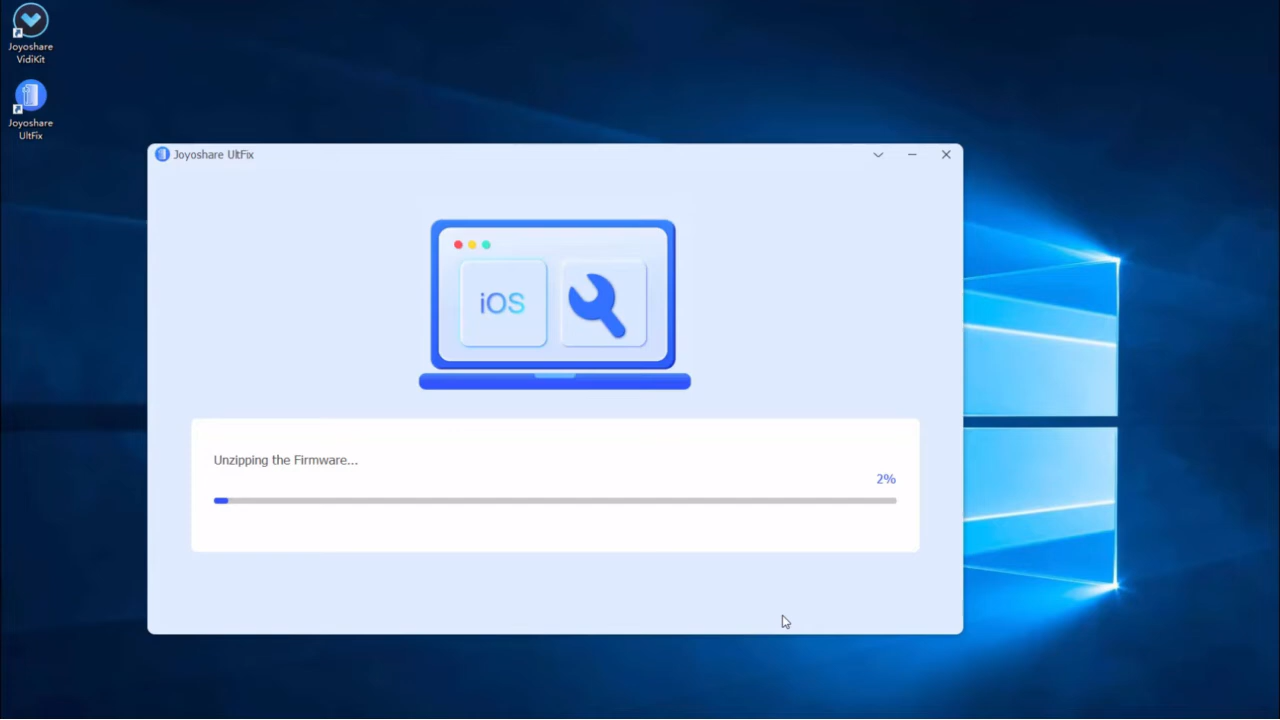 Joyoshare
VidiKit
Joyoshare
UltFix
Joyoshare UltFix
iOS
Unzipping the Firmware...
2%